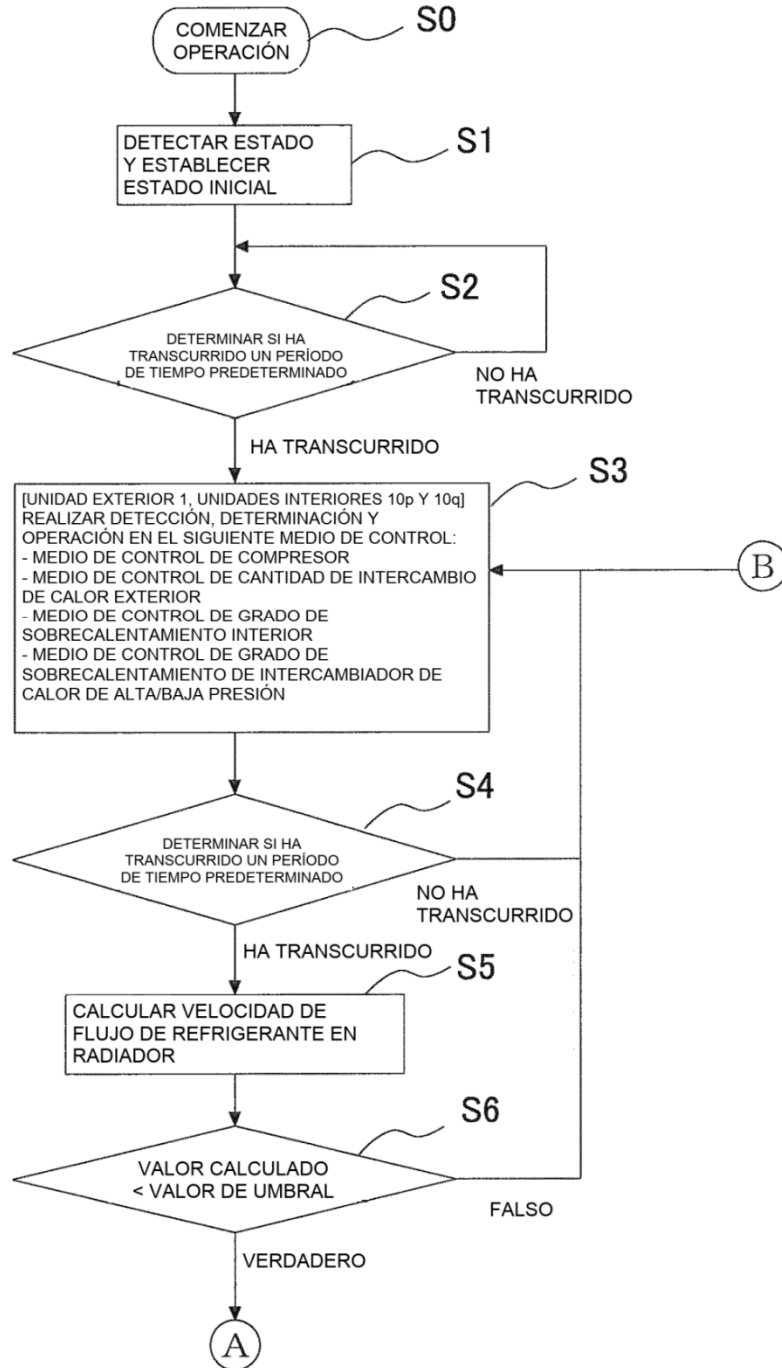 COMENZAR
OPERACIÓN
S0
DETECTAR ESTADO
Y ESTABLECER
ESTADO INICIAL
S1
S2
DETERMINAR SI HA
TRANSCURRIDO UN PERÍODO
DE TIEMPO PREDETERMINADO
NO HA
TRANSCURRIDO
HA TRANSCURRIDO
S3
[UNIDAD EXTERIOR 1, UNIDADES INTERIORES 10p Y 10q]
REALIZAR DETECCIÓN, DETERMINACIÓN Y
OPERACIÓN EN EL SIGUIENTE MEDIO DE CONTROL:
- MEDIO DE CONTROL DE COMPRESOR
- MEDIO DE CONTROL DE CANTIDAD DE INTERCAMBIO
DE CALOR EXTERIOR
- MEDIO DE CONTROL DE GRADO DE
SOBRECALENTAMIENTO INTERIOR
- MEDIO DE CONTROL DE GRADO DE
SOBRECALENTAMIENTO DE INTERCAMBIADOR DE
CALOR DE ALTA/BAJA PRESIÓN
B
S4
DETERMINAR SI HA
TRANSCURRIDO UN PERÍODO
DE TIEMPO PREDETERMINADO
NO HA
TRANSCURRIDO
HA TRANSCURRIDO
S5
CALCULAR VELOCIDAD DE
FLUJO DE REFRIGERANTE EN
RADIADOR
S6
VALOR CALCULADO
< VALOR DE UMBRAL
FALSO
VERDADERO
A